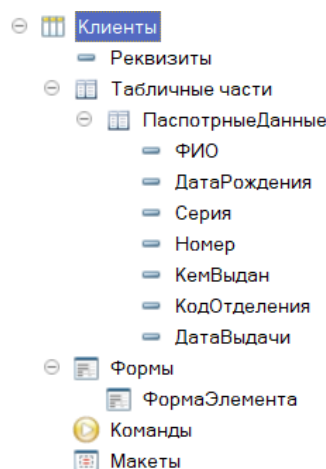 Клиенты
Реквизиты
Табличные части
ПаспотрныеДанные
ФИО
ДатаРождения
Серия
Номер
КемВыдан
КодОтделения
ДатаВыдачи
Формы
ФормаЭлемента
Команды
Макеты